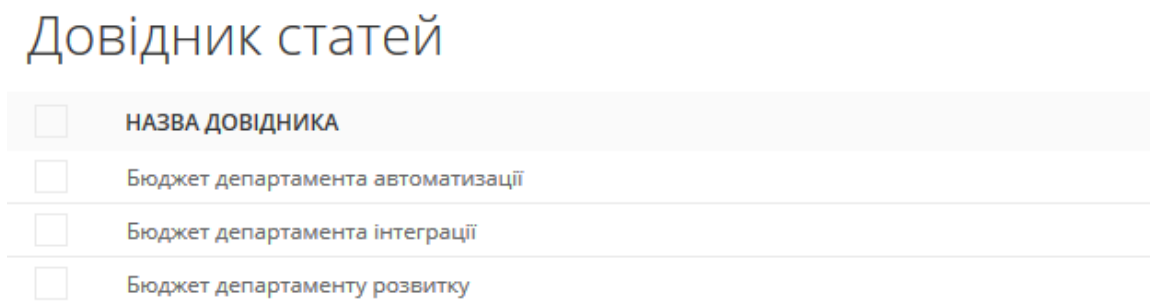 Довідник статей
НАЗВА ДОВІДНИКА
Бюджет департамента автоматизації
Бюджет департамента інтеграції
Бюджет департаменту розвитку